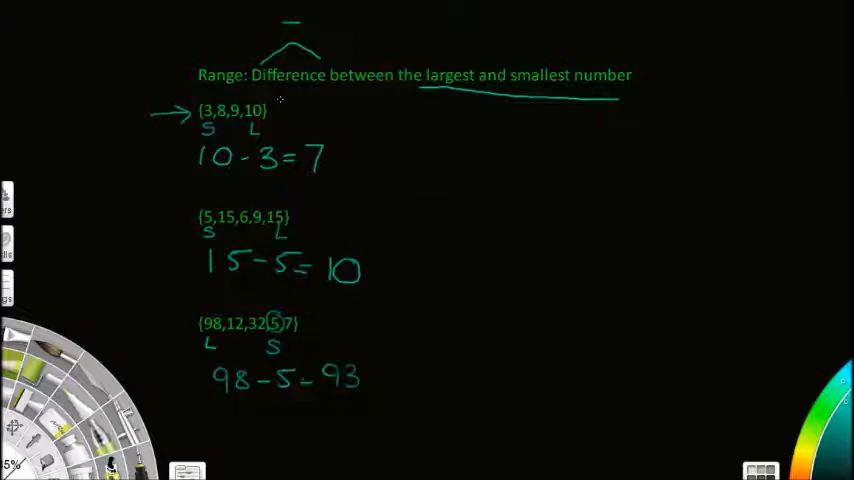 —
Range: Difference between the largest and smallest number
{3,8,9,10}
S L
10-3=7
{5,15,6,9,15}
S L
15-5=10
{98,12,32,5,7}
L S
98-5=93